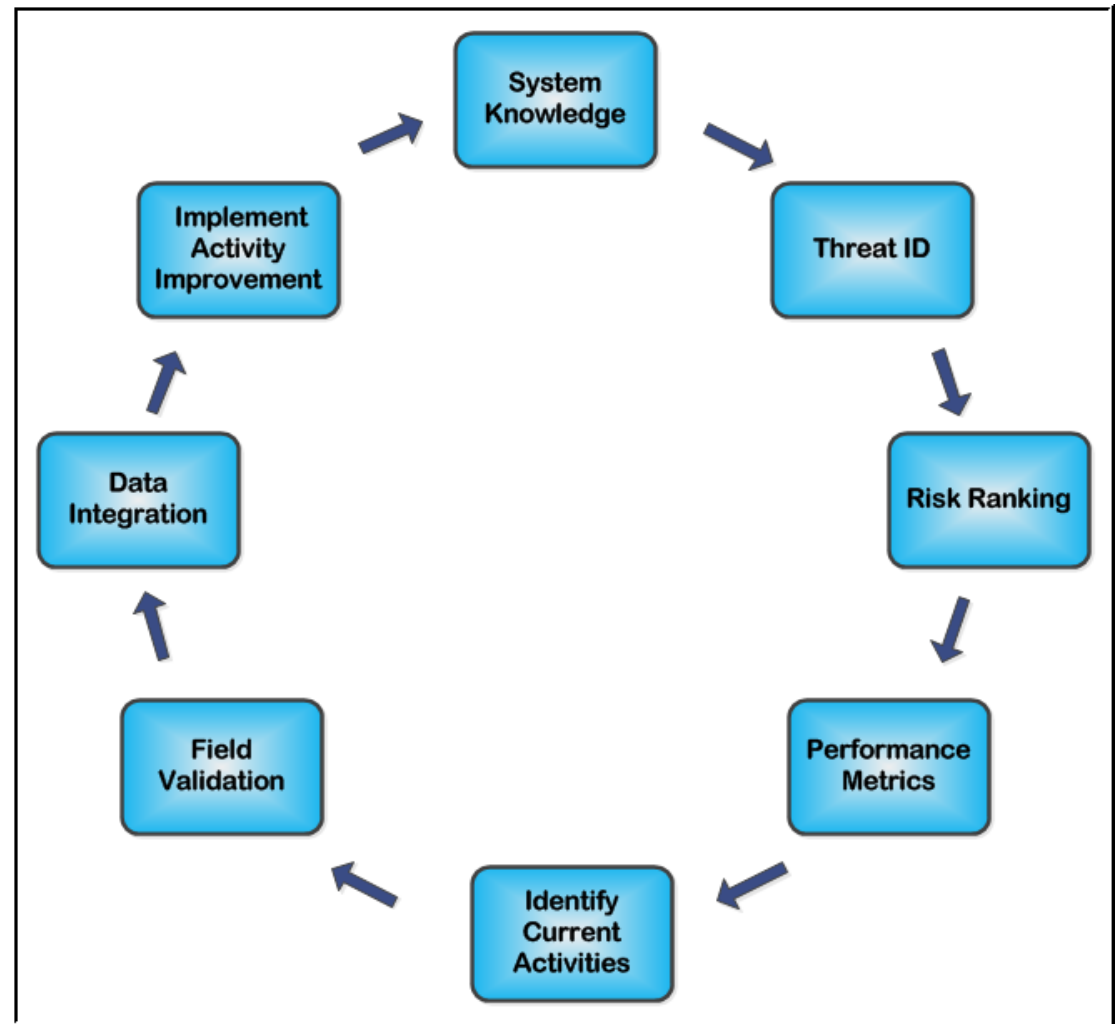 System
Knowledge
Threat ID
Risk Ranking
Performance
Metrics
Identify
Current
Activities
Field
Validation
Data
Integration
Implement
Activity
Improvement